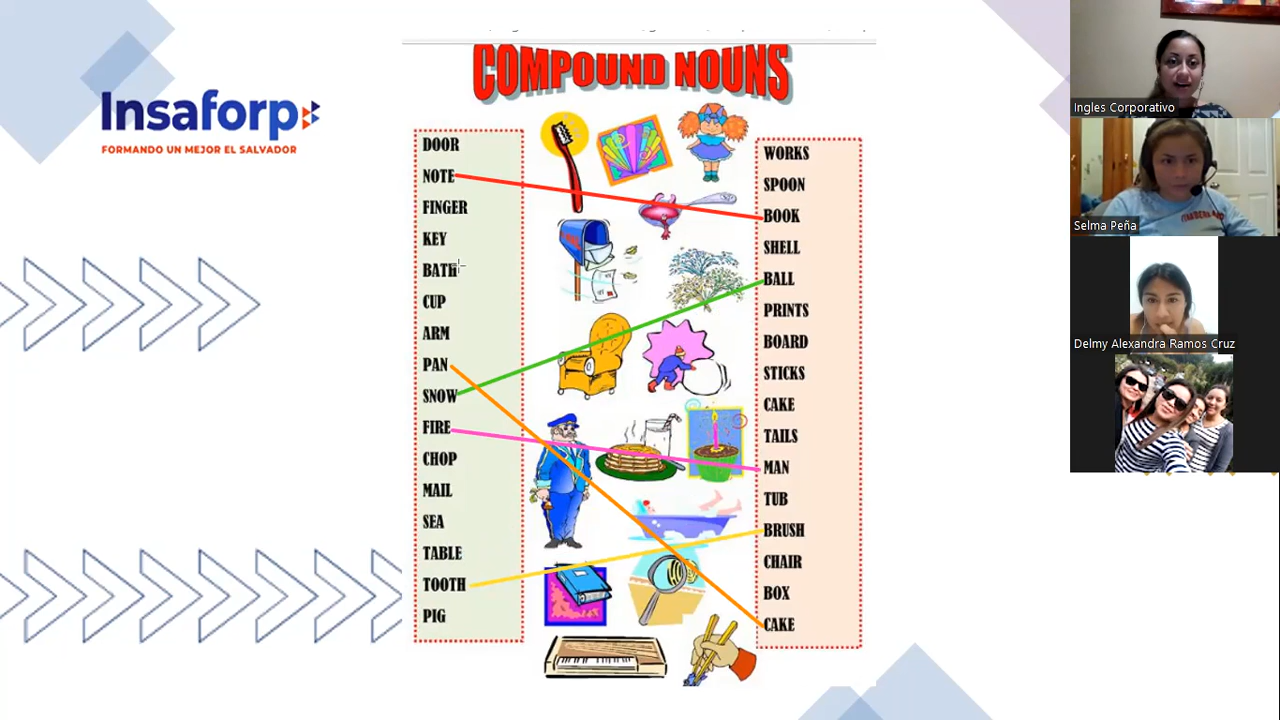 Insaforp
FORMANDO UN MEJOR EL SALVADOR
COMPOUND NOUNS
DOOR
NOTE
FINGER
KEY
BATH
CUP
ARM
PAN
SNOW
FIRE
CHOP
MAIL
SEA
TABLE
TOOTH
PIG
WORKS
SPOON
BOOK
SHELL
BALL
PRINTS
BOARD
STICKS
CAKE
TAILS
MAN
TUB
BRUSH
CHAIR
BOX
CAKE
Ingles Corporativo
Selma Peña
Delmy Alexandra Ramos Cruz